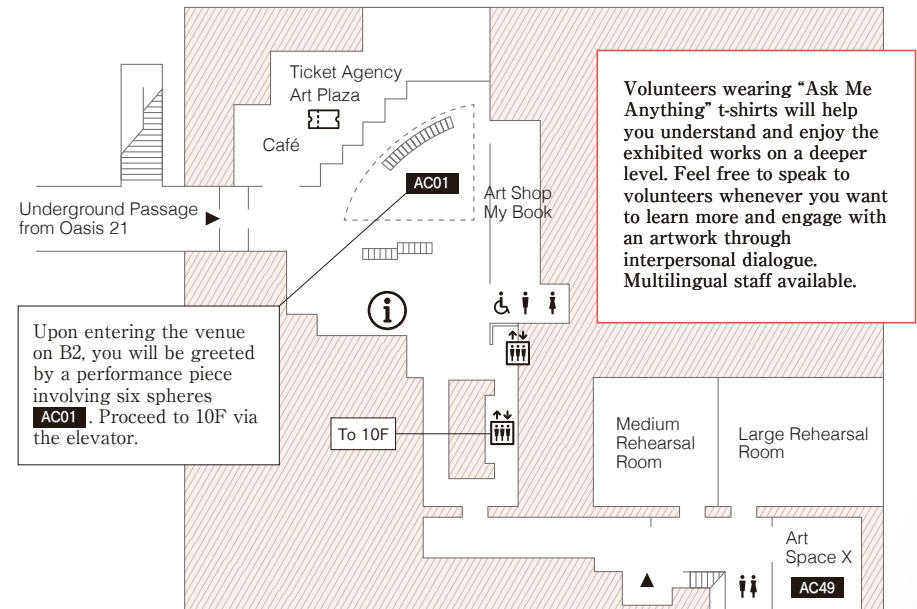 Ticket Agency
Art Plaza
Café
AC01
Art Shop
My Book
Underground Passage
from Oasis 21
Volunteers wearing “Ask Me
Anything” t-shirts will help
you understand and enjoy the
exhibited works on a deeper
level. Feel free to speak to
volunteers whenever you want
to learn more and engage with
an artwork through
interpersonal dialogue.
Multilingual staff available.
Upon entering the venue
on B2, you will be greeted
by a performance piece
involving six spheres
AC01 . Proceed to 10F via
the elevator.
To 10F
Medium
Rehearsal
Room
Large Rehearsal
Room
Art
Space X
AC49